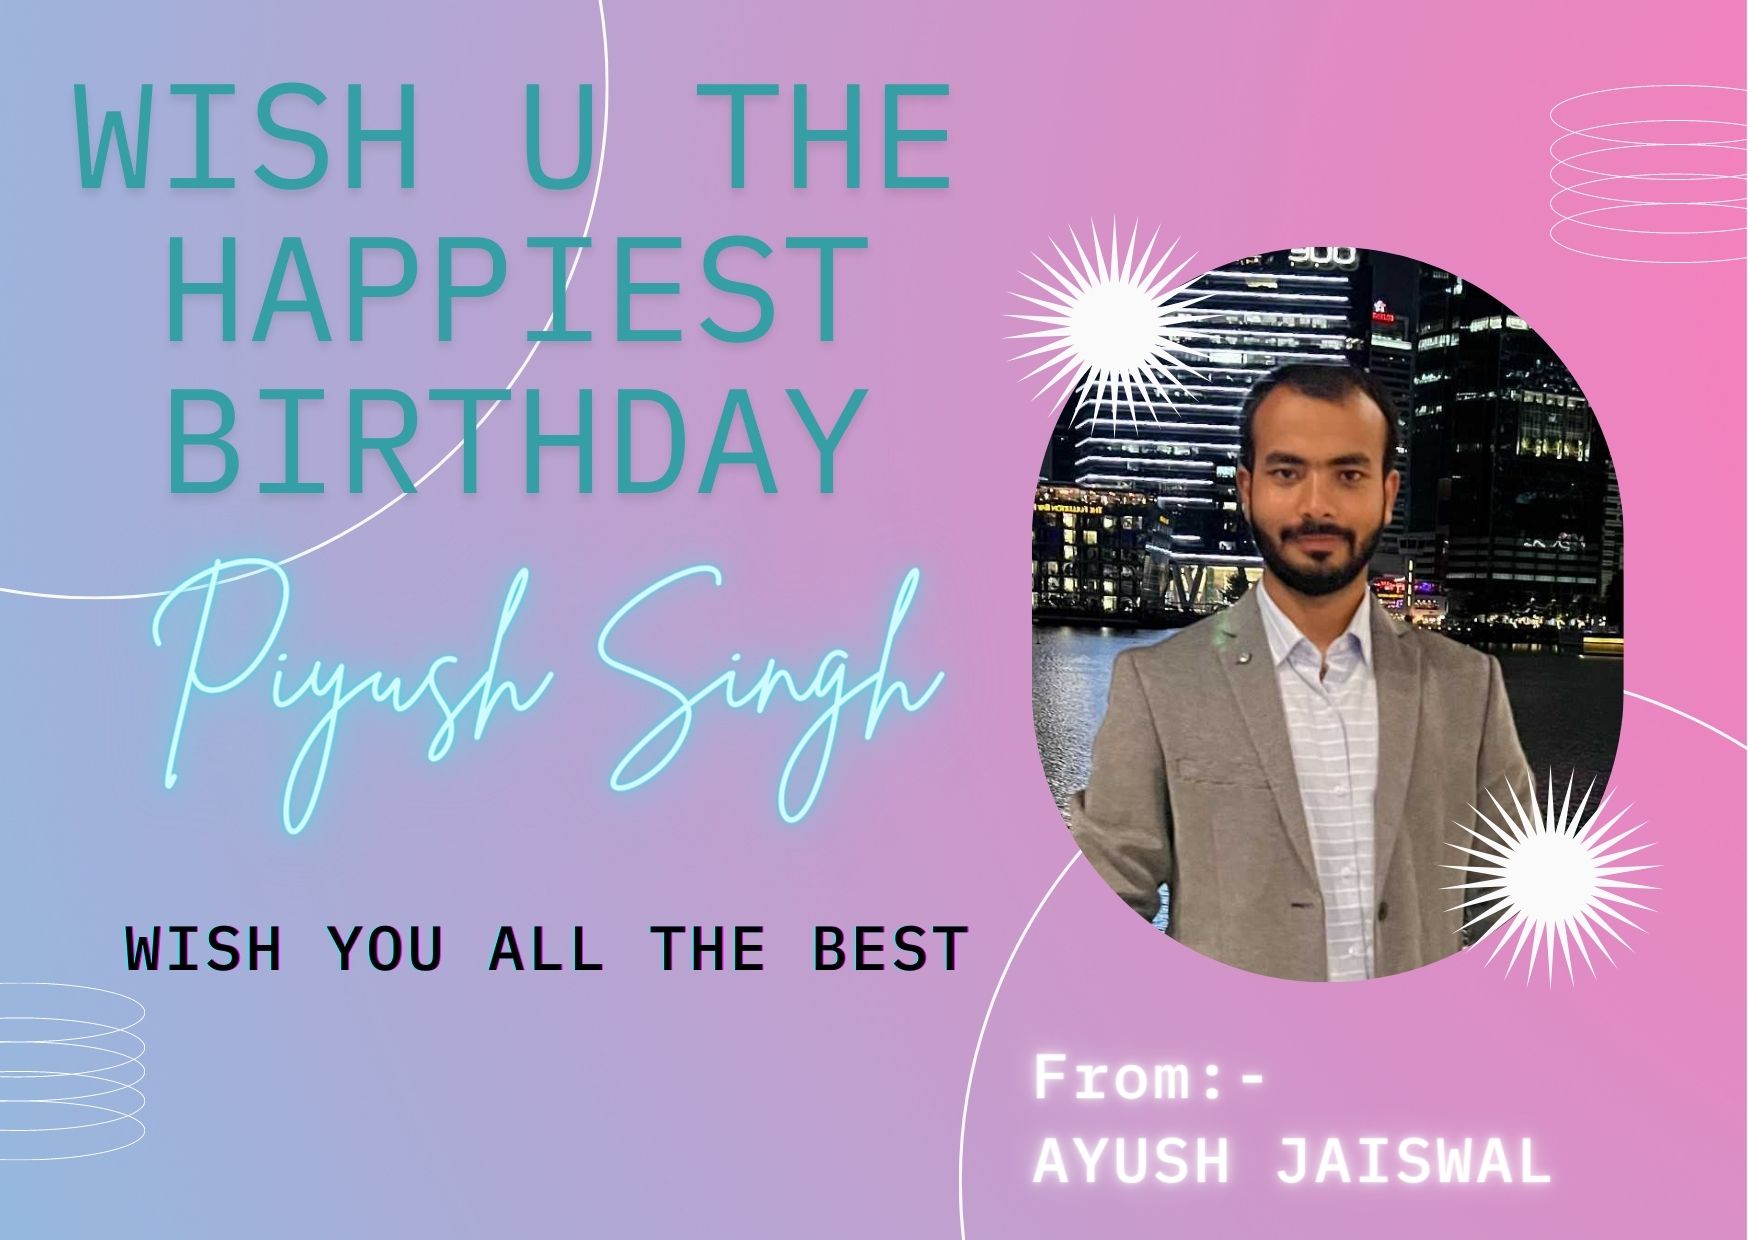 WISH U THE
HAPPIEST
BIRTHDAY
Piyush Singh
WISH YOU ALL THE BEST
From:-
AYUSH JAISWAL